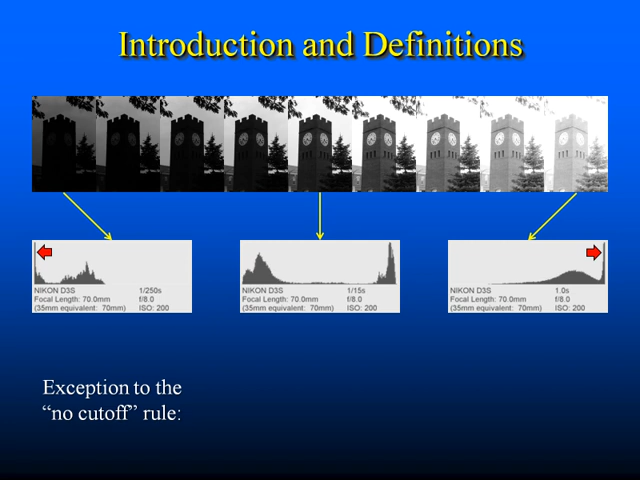 Introduction and Definitions
NIKON D3S 1/250s
Focal Length: 70.0mm f/8.0
(35mm equivalent: 70mm) ISO: 200
NIKON D3S 1/15s
Focal Length: 70.0mm f/8.0
(35mm equivalent: 70mm) ISO: 200
NIKON D3S 1.0s
Focal Length: 70.0mm f/8.0
(35mm equivalent: 70mm) ISO: 200
Exception to the
“no cutoff” rule: